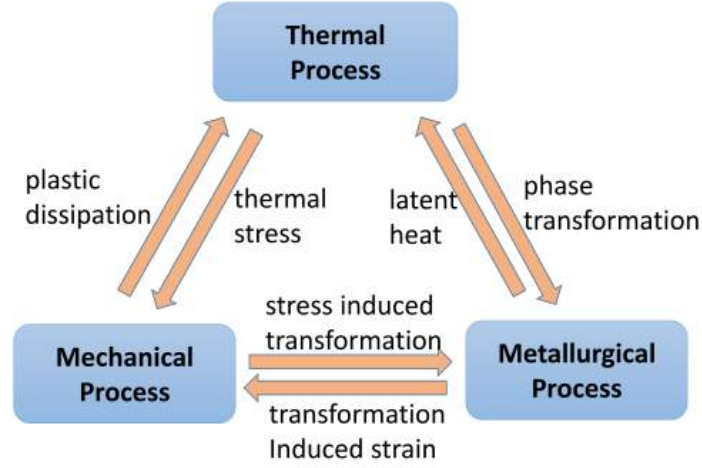 Thermal
Process
plastic
dissipation
thermal
stress
latent
heat
phase
transformation
stress induced
transformation
Mechanical
Process
Metallurgical
Process
transformation
Induced strain